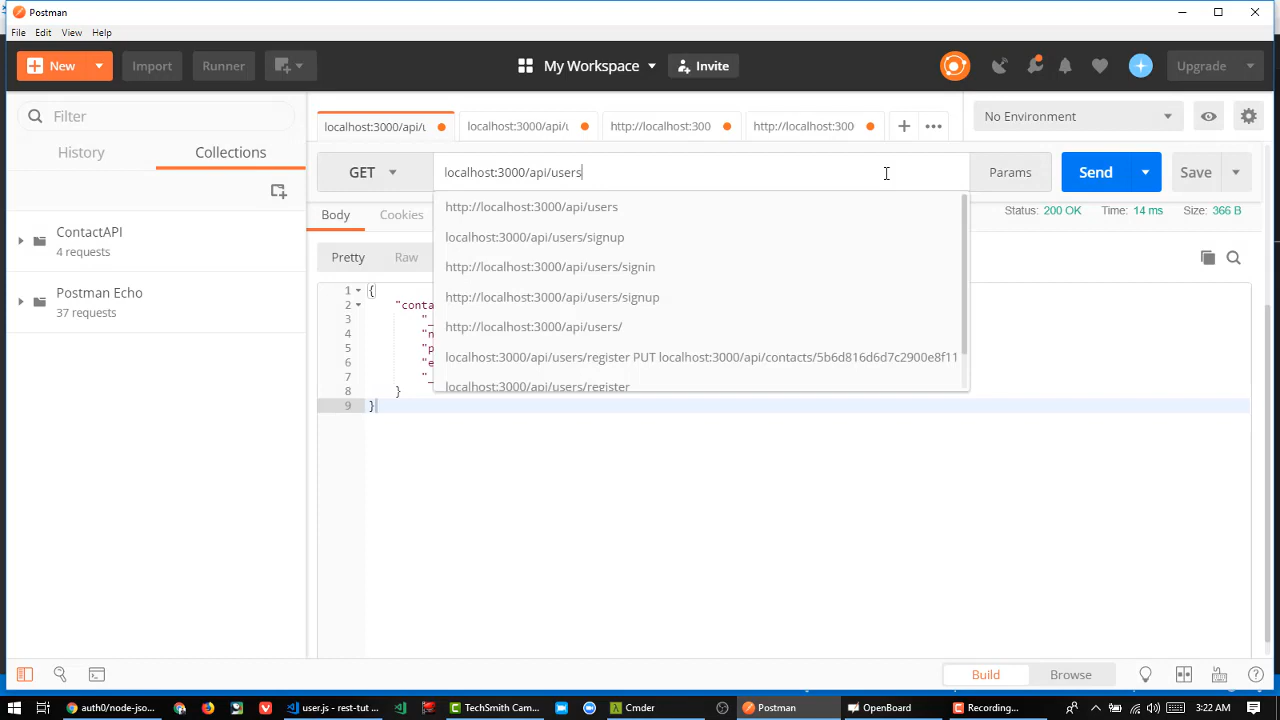 Postman
File Edit View Help
New Import Runner My Workspace Invite Upgrade
Filter
History Collections
ContactAPI
4 requests
Postman Echo
37 requests
localhost:3000/api/u localhost:3000/api/u http://localhost:300 http://localhost:300 No Environment
GET localhost:3000/api/users Params Send Save
http://localhost:3000/api/users
localhost:3000/api/users/signup
http://localhost:3000/api/users/signin
http://localhost:3000/api/users/signup
http://localhost:3000/api/users/
localhost:3000/api/users/register PUT localhost:3000/api/contacts/5b6d816d6d7c2900e8f11
localhost:3000/api/users/register
Body Cookies Status: 200 OK Time: 14 ms Size: 366 B
Pretty Raw
1 {
2 "conta
3 "_
4 "n
5 "p
6 "e
7 "_
8 }
9 }
Build Browse
auth0/node-jso... user.js - rest-tut ... TechSmith Cam... Cmder Postman OpenBoard Recording... 3:22 AM